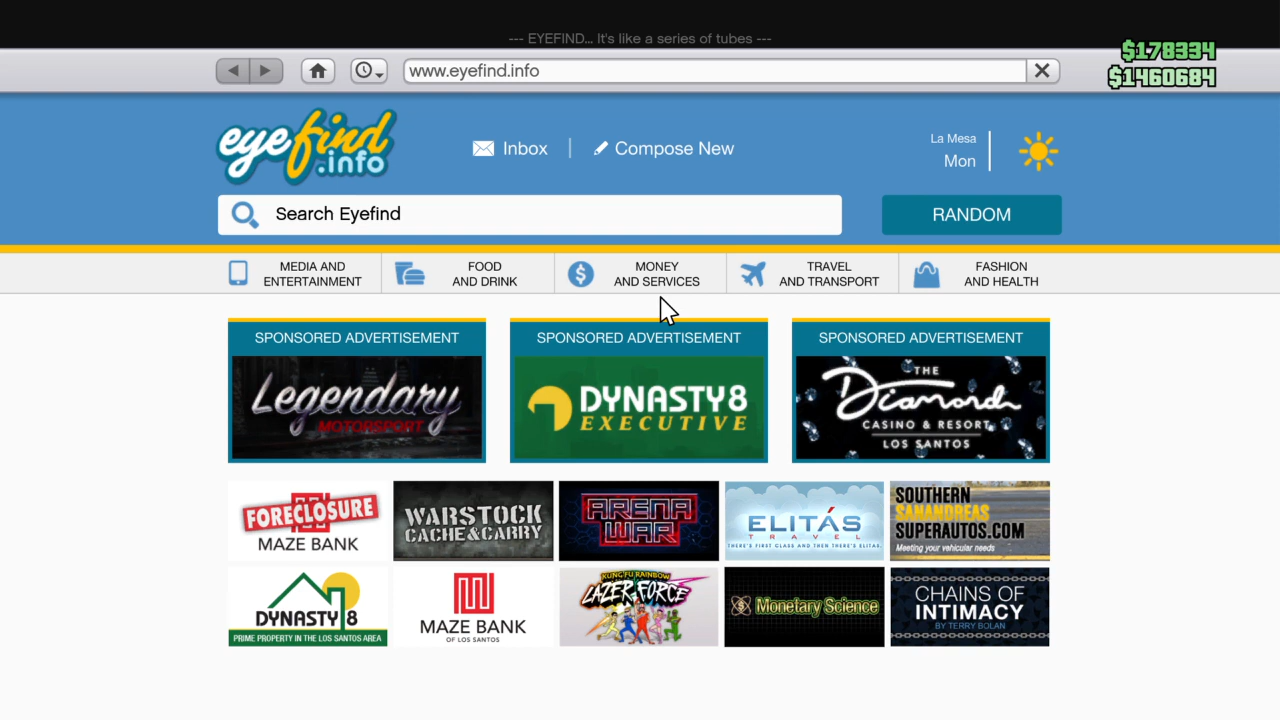 --- EYEFIND... It's like a series of tubes ---
$178334
www.eyefind.info
$1460684
eyefind
.info
Inbox
Compose New
La Mesa
Mon
Search Eyefind
RANDOM
MEDIA AND
ENTERTAINMENT
FOOD
AND DRINK
MONEY
AND SERVICES
TRAVEL
AND TRANSPORT
FASHION
AND HEALTH
SPONSORED ADVERTISEMENT
Legendary
MOTORSPORT
SPONSORED ADVERTISEMENT
DYNASTY8
EXECUTIVE
SPONSORED ADVERTISEMENT
THE
Diamond
CASINO & RESORT
LOS SANTOS
FORECLOSURE
MAZE BANK
WARSTOCK
CACHE&CARRY
ARENA
WAR
ELITÁS
TRAVEL
THERE'S FIRST CLASS AND THEN THERE'S ELITÁS.
SOUTHERN
SANANDREAS
SUPERAUTOS.COM
Meeting your vehicular needs
DYNASTY 8
PRIME PROPERTY IN THE LOS SANTOS AREA
MAZE BANK
OF LOS SANTOS
KUNG FU RAINBOW
LAZER FORCE
Monetary Science
CHAINS OF
INTIMACY
BY TERRY BOLAN